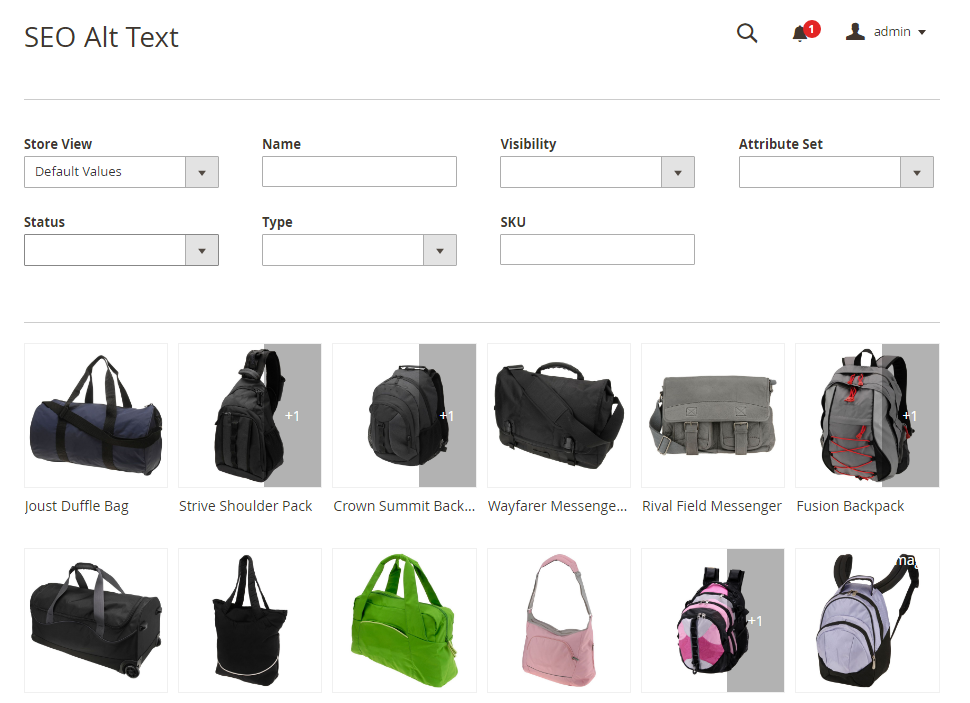 SEO Alt Text
1
admin
Store View
Name
Visibility
Attribute Set
Default Values
Status
Type
SKU
+1
+1
+1
Joust Duffle Bag
Strive Shoulder Pack
Crown Summit Back...
Wayfarer Messenge...
Rival Field Messenger
Fusion Backpack
+1